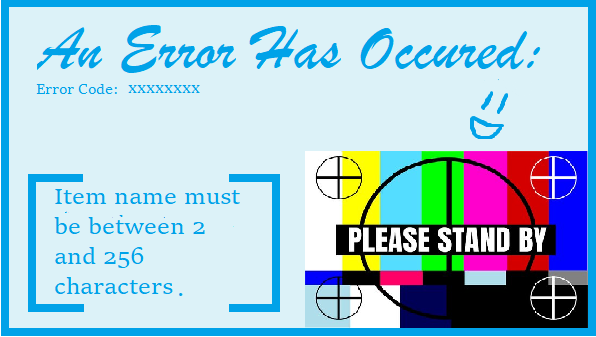 An Error Has Occured:
Error Code: xxxxxxxx
Item name must
be between 2
and 256
characters.
PLEASE STAND BY